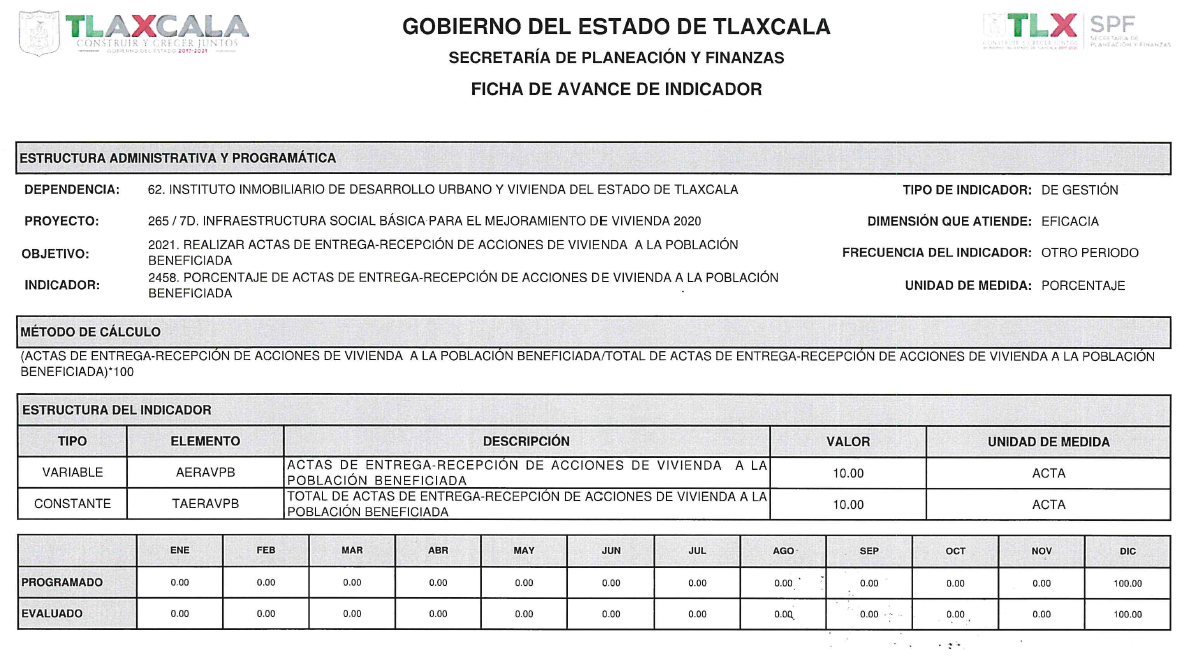 TLAXCALA
CONSTRUIR Y CRECER JUNTOS
GOBIERNO DEL ESTADO 2017-2021
GOBIERNO DEL ESTADO DE TLAXCALA
SECRETARÍA DE PLANEACIÓN Y FINANZAS
FICHA DE AVANCE DE INDICADOR
TLX
CONSTRUIR Y CRECER JUNTOS
SPF
SECRETARÍA DE
PLANEACIÓN Y FINANZAS
ESTRUCTURA ADMINISTRATIVA Y PROGRAMÁTICA
DEPENDENCIA: 62. INSTITUTO INMOBILIARIO DE DESARROLLO URBANO Y VIVIENDA DEL ESTADO DE TLAXCALA TIPO DE INDICADOR: DE GESTIÓN
PROYECTO: 265 / 7D. INFRAESTRUCTURA SOCIAL BÁSICA PARA EL MEJORAMIENTO DE VIVIENDA 2020 DIMENSIÓN QUE ATIENDE: EFICACIA
OBJETIVO: 2021. REALIZAR ACTAS DE ENTREGA-RECEPCIÓN DE ACCIONES DE VIVIENDA A LA POBLACIÓN
BENEFICIADA FRECUENCIA DEL INDICADOR: OTRO PERIODO
INDICADOR: 2458. PORCENTAJE DE ACTAS DE ENTREGA-RECEPCIÓN DE ACCIONES DE VIVIENDA A LA POBLACIÓN
BENEFICIADA UNIDAD DE MEDIDA: PORCENTAJE
MÉTODO DE CÁLCULO
(ACTAS DE ENTREGA-RECEPCIÓN DE ACCIONES DE VIVIENDA A LA POBLACIÓN BENEFICIADA/TOTAL DE ACTAS DE ENTREGA-RECEPCIÓN DE ACCIONES DE VIVIENDA A LA POBLACIÓN
BENEFICIADA)*100
ESTRUCTURA DEL INDICADOR
TIPO ELEMENTO DESCRIPCIÓN VALOR UNIDAD DE MEDIDA
VARIABLE AERAVPB ACTAS DE ENTREGA-RECEPCIÓN DE ACCIONES DE VIVIENDA A LA
POBLACIÓN BENEFICIADA 10.00 ACTA
CONSTANTE TAERAVPB TOTAL DE ACTAS DE ENTREGA-RECEPCIÓN DE ACCIONES DE VIVIENDA A LA
POBLACIÓN BENEFICIADA 10.00 ACTA
ENE FEB MAR ABR MAY JUN JUL AGO SEP OCT NOV DIC
PROGRAMADO 0.00 0.00 0.00 0.00 0.00 0.00 0.00 0.00 0.00 0.00 0.00 100.00
EVALUADO 0.00 0.00 0.00 0.00 0.00 0.00 0.00 0.00 0.00 0.00 0.00 100.00